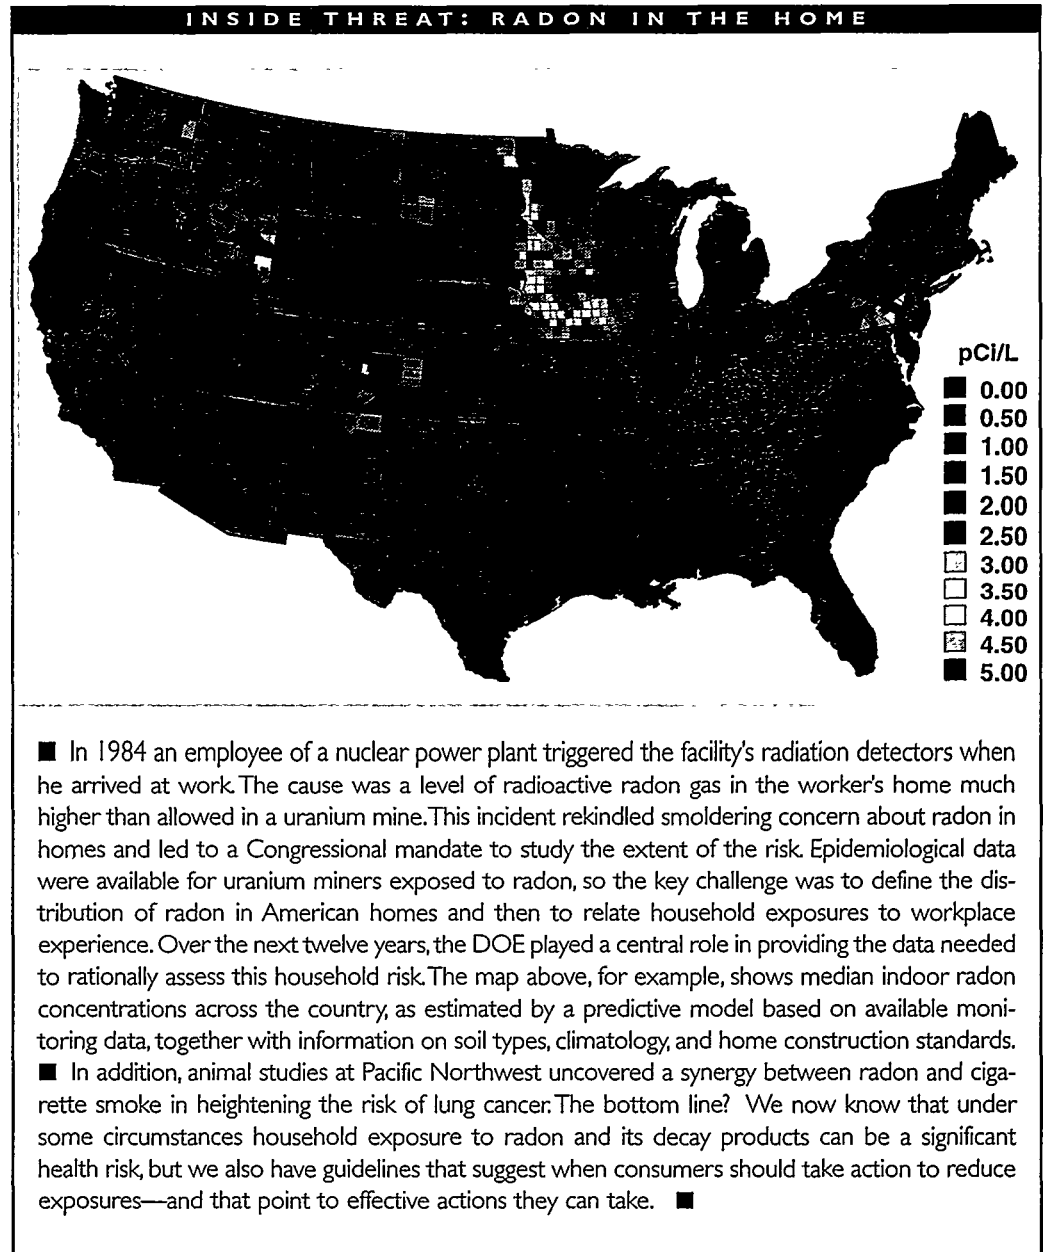 INSIDE THREAT: RADON IN THE HOME
pCi/L
0.00
0.50
1.00
1.50
2.00
2.50
3.00
3.50
4.00
4.50
5.00
■ In 1984 an employee of a nuclear power plant triggered the facility's radiation detectors when
he arrived at work. The cause was a level of radioactive radon gas in the worker's home much
higher than allowed in a uranium mine. This incident rekindled smoldering concern about radon in
homes and led to a Congressional mandate to study the extent of the risk. Epidemiological data
were available for uranium miners exposed to radon, so the key challenge was to define the dis-
tribution of radon in American homes and then to relate household exposures to workplace
experience. Over the next twelve years, the DOE played a central role in providing the data needed
to rationally assess this household risk. The map above, for example, shows median indoor radon
concentrations across the country, as estimated by a predictive model based on available moni-
toring data, together with information on soil types, climatology, and home construction standards.
■ In addition, animal studies at Pacific Northwest uncovered a synergy between radon and ciga-
rette smoke in heightening the risk of lung cancer. The bottom line? We now know that under
some circumstances household exposure to radon and its decay products can be a significant
health risk, but we also have guidelines that suggest when consumers should take action to reduce
exposures—and that point to effective actions they can take. ■